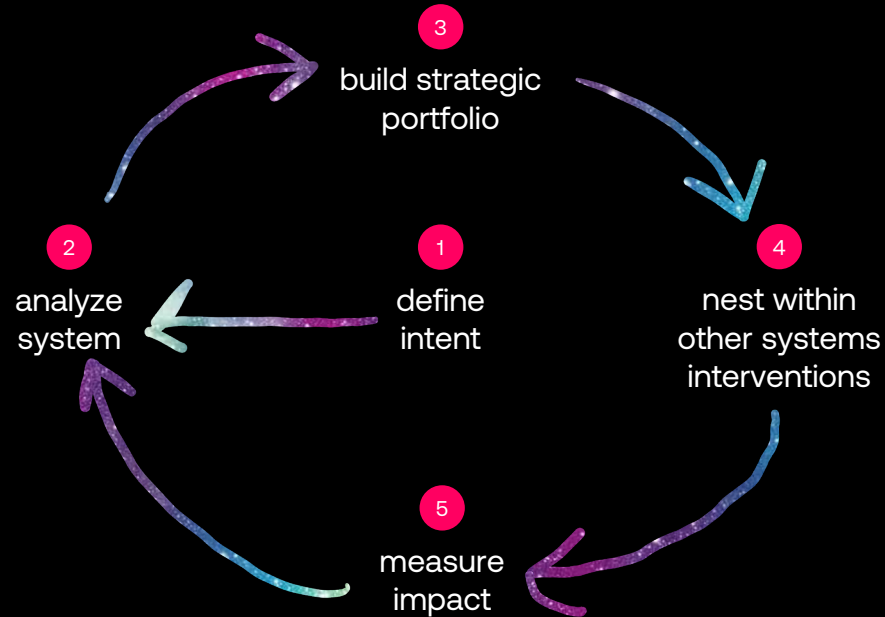 3
build strategic
portfolio
2
analyze
system
1
define
intent
4
nest within
other systems
interventions
5
measure
impact